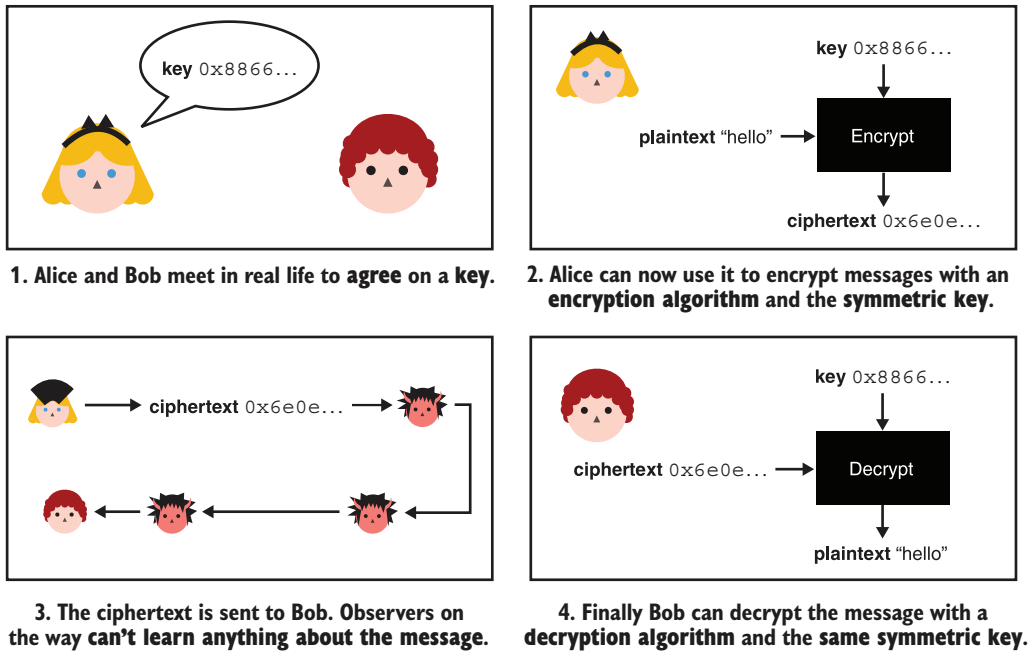 key 0x8866...
1. Alice and Bob meet in real life to agree on a key.
key 0x8866...
plaintext “hello”
Encrypt
ciphertext 0x6e0e...
2. Alice can now use it to encrypt messages with an
encryption algorithm and the symmetric key.
ciphertext 0x6e0e...
3. The ciphertext is sent to Bob. Observers on
the way can’t learn anything about the message.
key 0x8866...
ciphertext 0x6e0e...
Decrypt
plaintext “hello”
4. Finally Bob can decrypt the message with a
decryption algorithm and the same symmetric key.